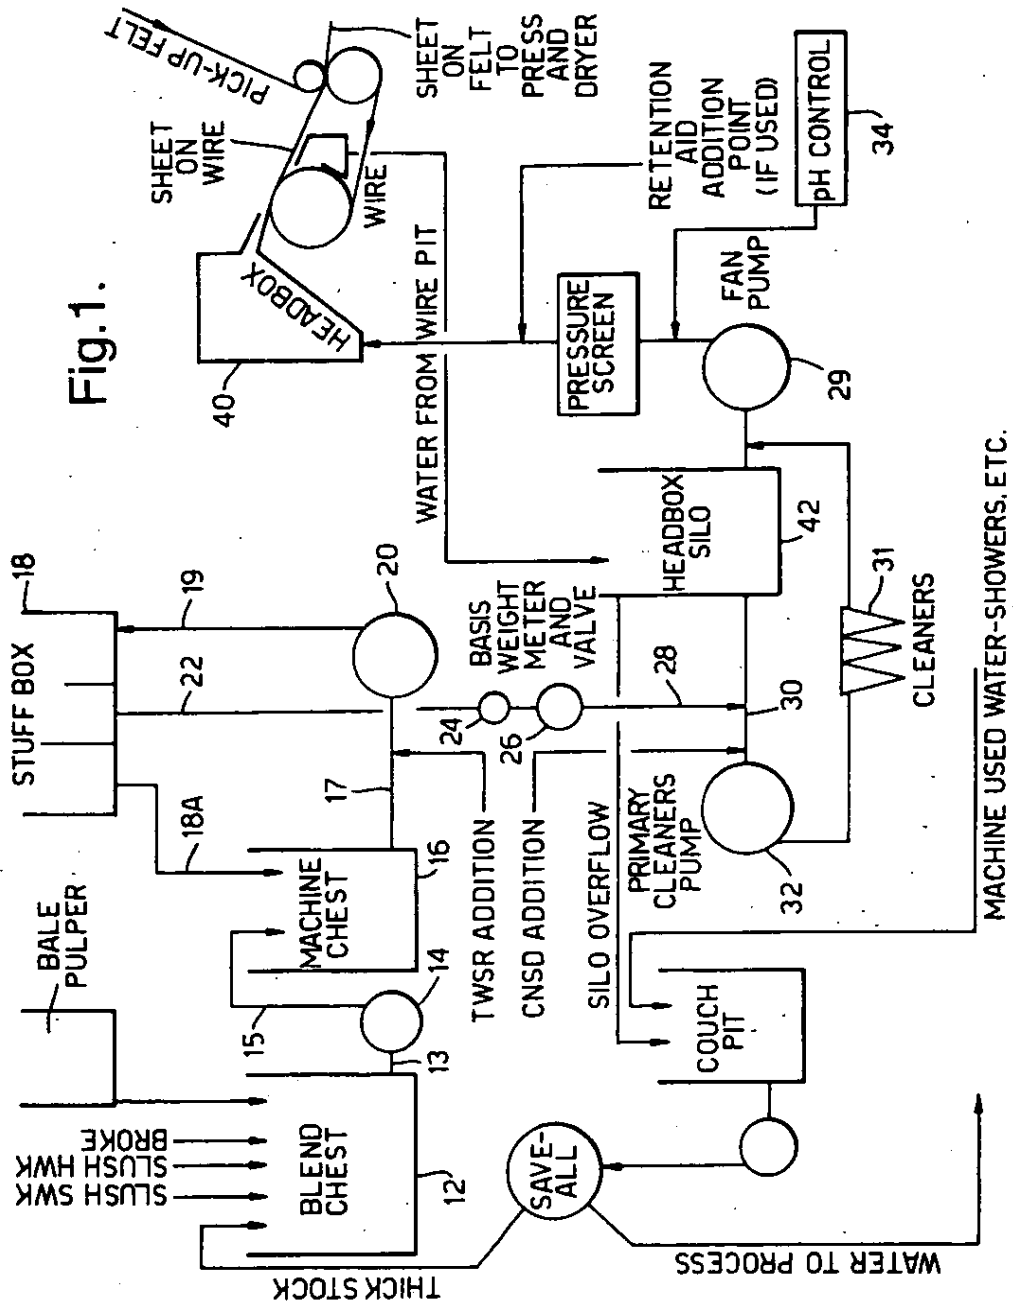 Fig.1.
BALE
PULPER
STUFF BOX
18
SLUSH SWK
SLUSH HWK
BROKE
18A
22
19
BLEND
CHEST
12
13
14
15
MACHINE
CHEST
16
17
20
THICK STOCK
TWSR ADDITION
CNSD ADDITION
24
26
BASIS
WEIGHT
METER
AND
VALVE
28
SILO OVERFLOW
SAVE-
ALL
COUCH
PIT
PRIMARY
CLEANERS
PUMP
32
30
HEADBOX
SILO
42
31
CLEANERS
FAN
PUMP
29
PRESSURE
SCREEN
WATER FROM WIRE PIT
40
HEADBOX
SHEET
ON
WIRE
WIRE
PICK-UP FELT
SHEET
ON
FELT
TO
PRESS
AND
DRYER
RETENTION
AID
ADDITION
POINT
(IF USED)
pH CONTROL
34
WATER TO PROCESS
MACHINE USED WATER-SHOWERS, ETC.